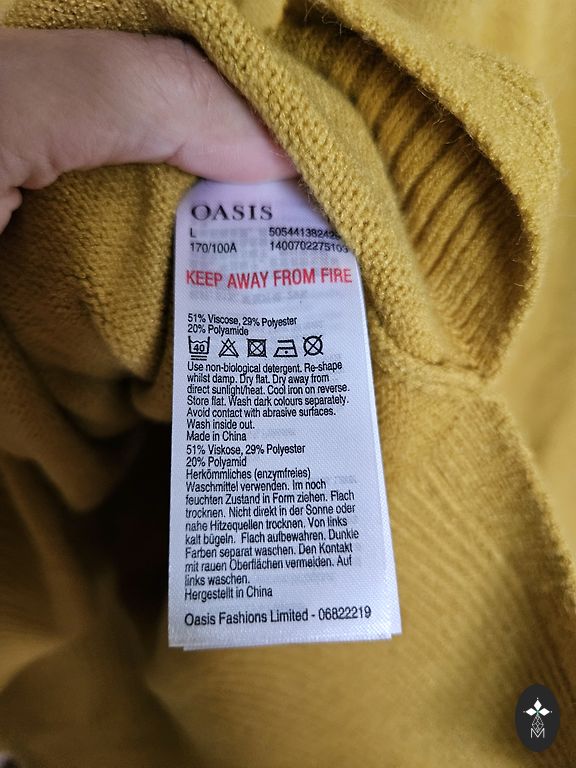 OASIS
L
170/100A
KEEP AWAY FROM FIRE
51% Viscose, 29% Polyester
20% Polyamide
40
Use non-biological detergent. Re-shape
whilst damp. Dry flat. Dry away from
direct sunlight/heat. Cool iron on reverse.
Store flat. Wash dark colours separately.
Avoid contact with abrasive surfaces.
Wash inside out.
Made in China
51% Viskose, 29% Polyester
20% Polyamid
Herkömmliches (enzymfreies)
Waschmittel verwenden. Im noch
feuchten Zustand in Form ziehen. Flach
trocknen. Nicht direkt in der Sonne oder
nahe Hitzequellen trocknen. Von links
kalt bügeln. Flach aufbewahren. Dunkle
Farben separat waschen. Den Kontakt
mit rauen Oberflächen vermeiden. Auf
links waschen.
Hergestellt in China
Oasis Fashions Limited - 06822219
M